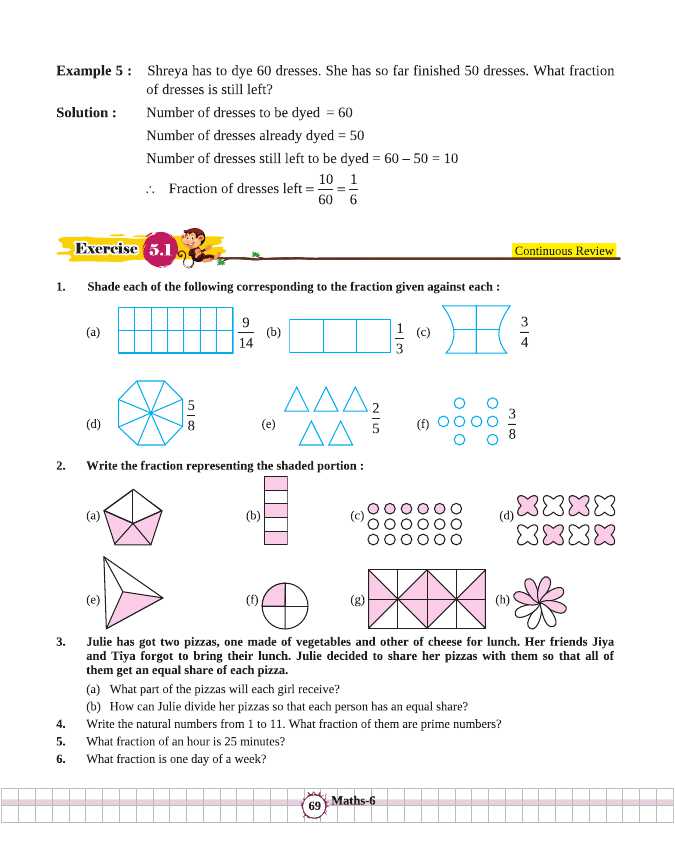 Example 5 : Shreya has to dye 60 dresses. She has so far finished 50 dresses. What fraction
of dresses is still left?
Solution : Number of dresses to be dyed = 60
Number of dresses already dyed = 50
Number of dresses still left to be dyed = 60 – 50 = 10
∴ Fraction of dresses left = 10/60 = 1/6
Exercise 5.1 Continuous Review
1. Shade each of the following corresponding to the fraction given against each :
(a) 9/14 (b) 1/3 (c) 3/4
(d) 5/8 (e) 2/5 (f) 3/8
2. Write the fraction representing the shaded portion :
(a) (b) (c) (d)
(e) (f) (g) (h)
3. Julie has got two pizzas, one made of vegetables and other of cheese for lunch. Her friends Jiya
and Tiya forgot to bring their lunch. Julie decided to share her pizzas with them so that all of
them get an equal share of each pizza.
(a) What part of the pizzas will each girl receive?
(b) How can Julie divide her pizzas so that each person has an equal share?
4. Write the natural numbers from 1 to 11. What fraction of them are prime numbers?
5. What fraction of an hour is 25 minutes?
6. What fraction is one day of a week?
69 Maths-6